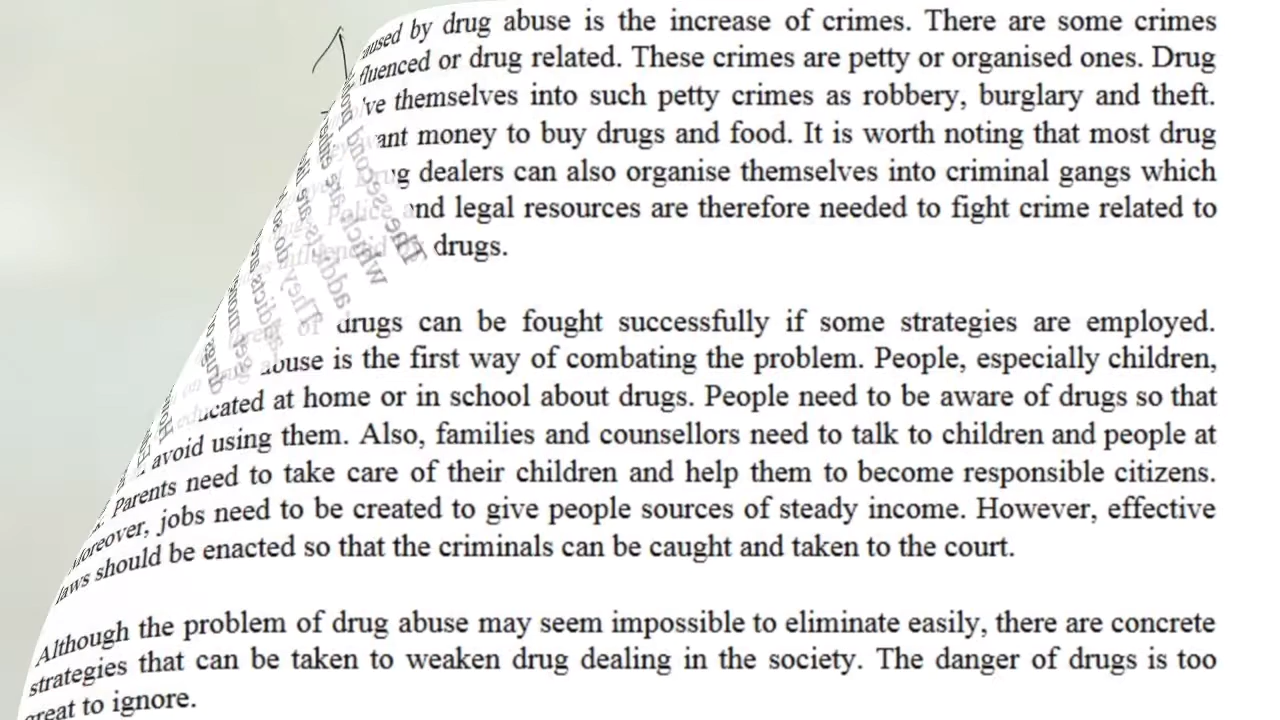 by drug abuse is the increase of crimes. There are some crimes
or drug related. These crimes are petty or organised ones. Drug
themselves into such petty crimes as robbery, burglary and theft.
money to buy drugs and food. It is worth noting that most drug
dealers can also organise themselves into criminal gangs which
and legal resources are therefore needed to fight crime related to
drugs.
drugs can be fought successfully if some strategies are employed.
abuse is the first way of combating the problem. People, especially children,
educated at home or in school about drugs. People need to be aware of drugs so that
avoid using them. Also, families and counsellors need to talk to children and people at
Parents need to take care of their children and help them to become responsible citizens.
Moreover, jobs need to be created to give people sources of steady income. However, effective
laws should be enacted so that the criminals can be caught and taken to the court.
Although the problem of drug abuse may seem impossible to eliminate easily, there are concrete
strategies that can be taken to weaken drug dealing in the society. The danger of drugs is too
great to ignore.